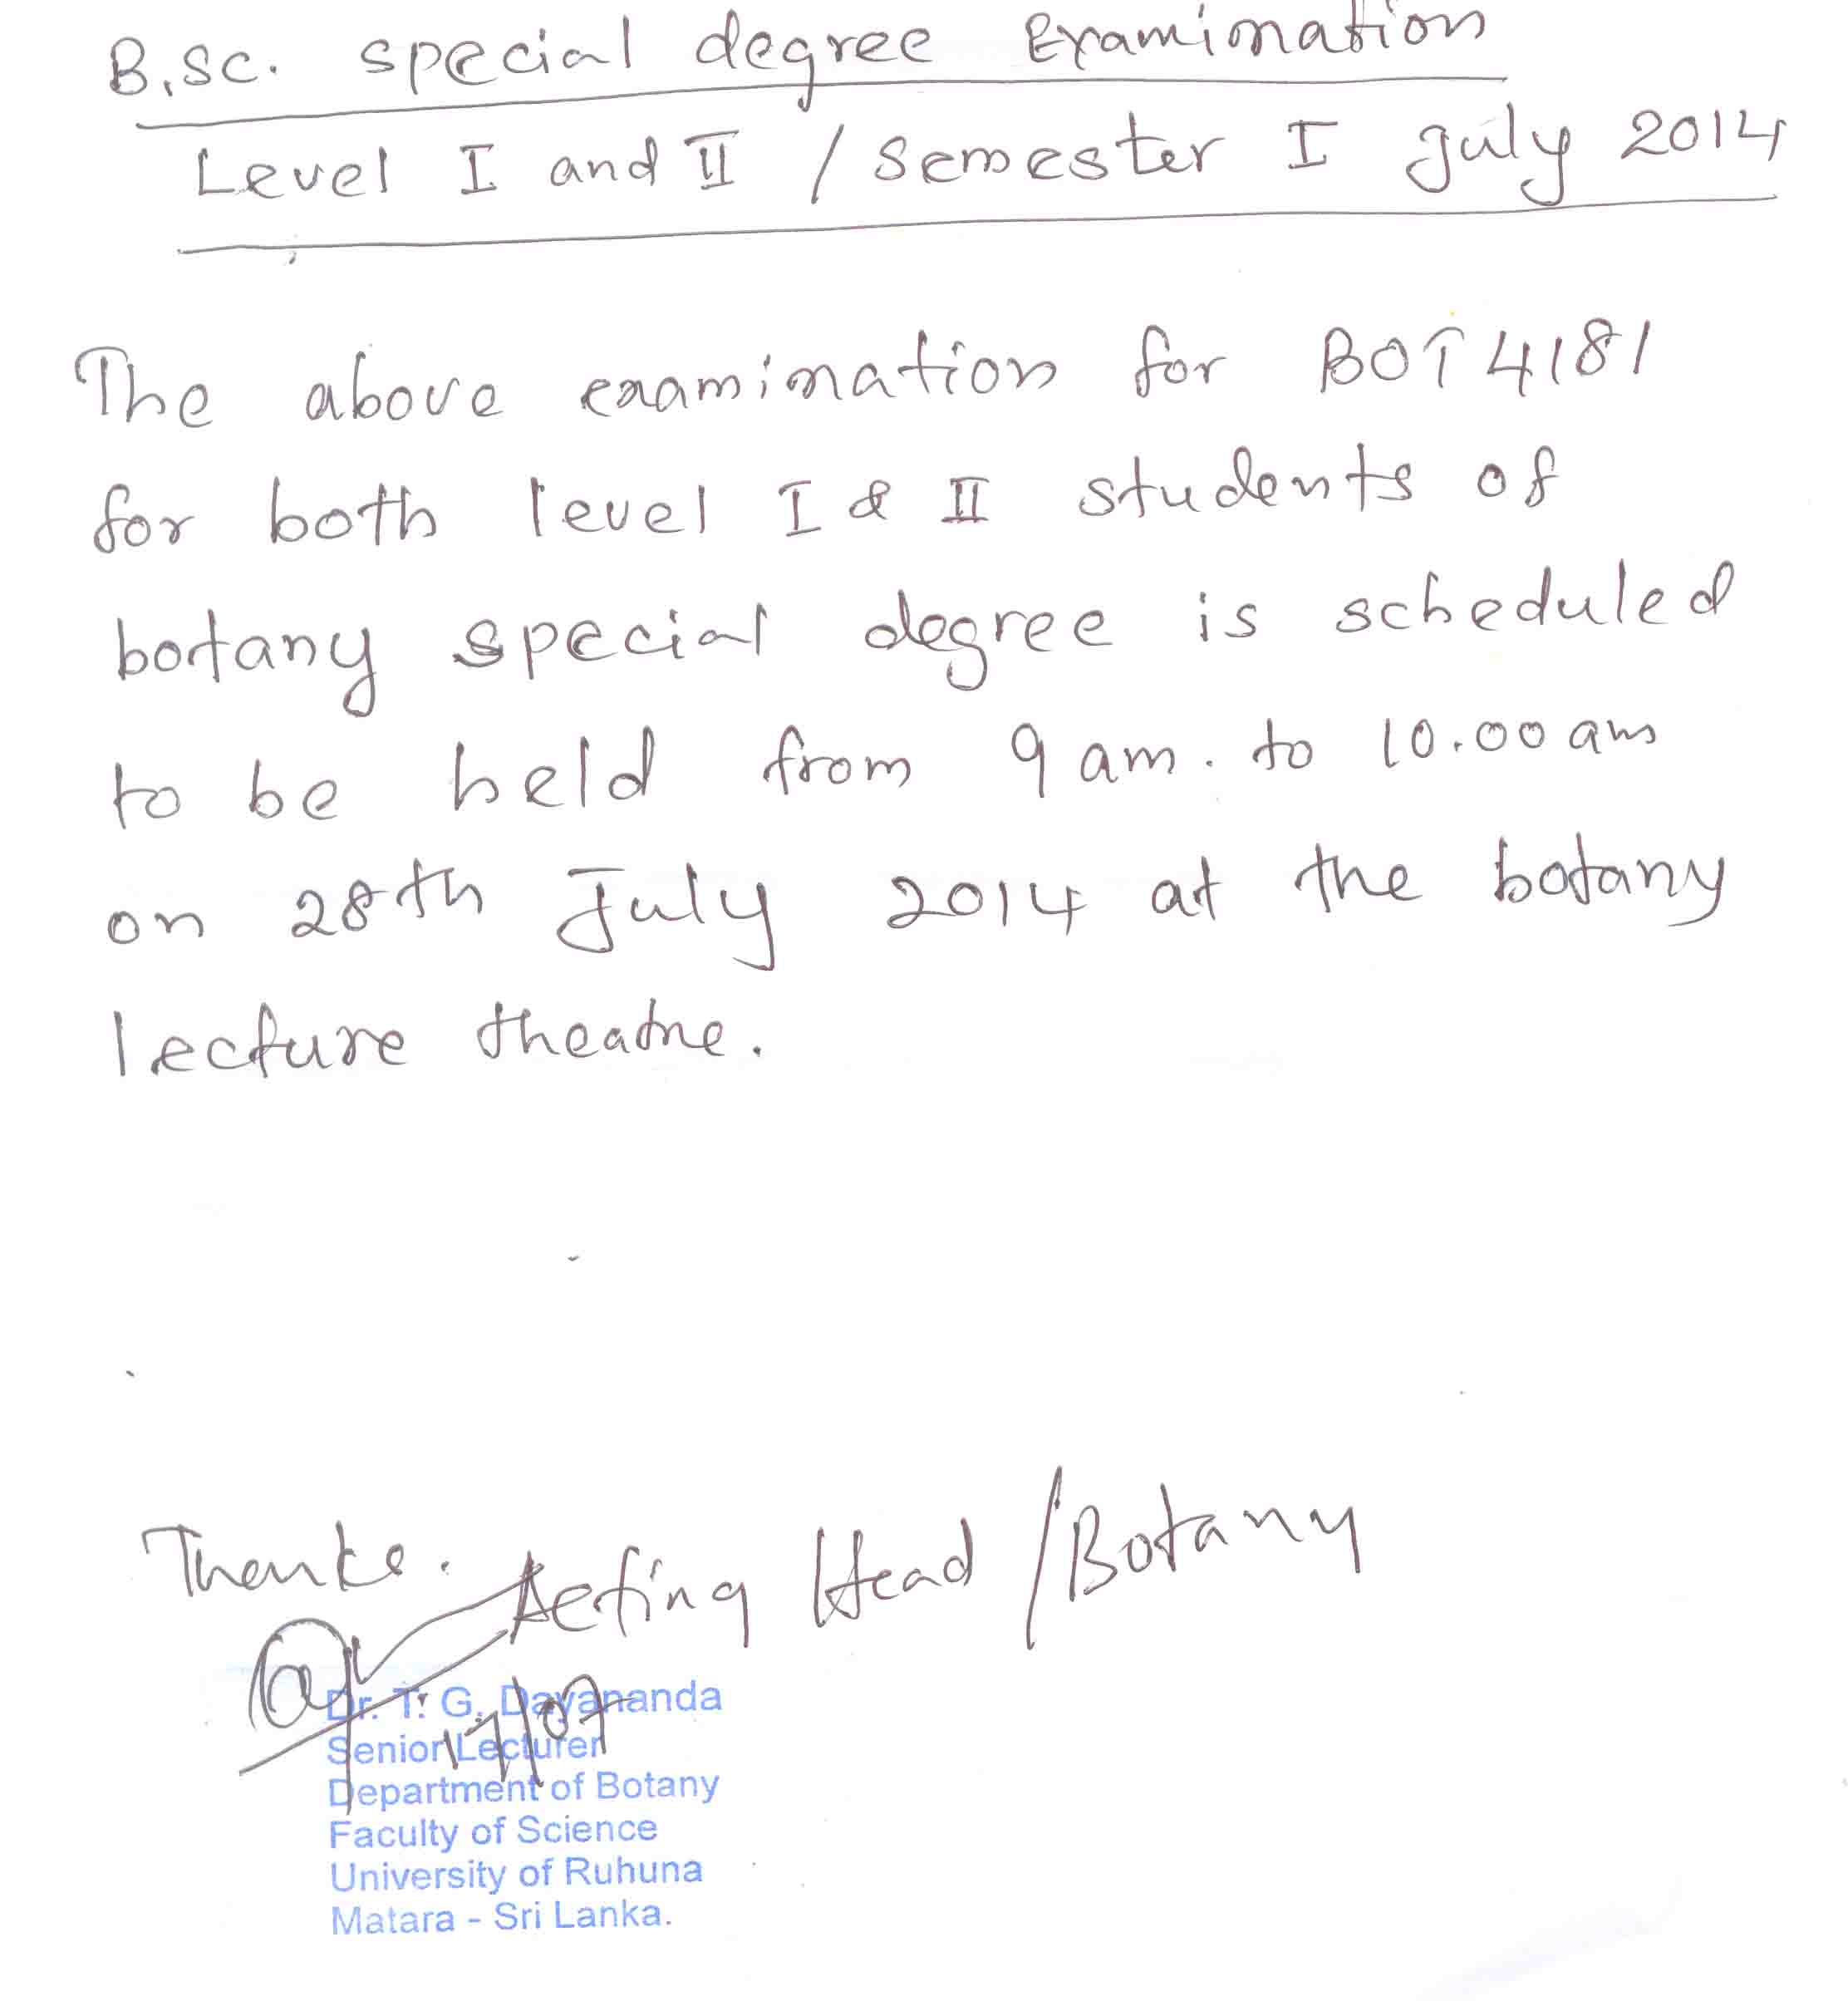 B.Sc. special degree Examination
Level I and II / Semester I July 2014
The above examination for BOT 4181
for both level I & II students of
botany special degree is scheduled
to be held from 9 am. to 10.00 am
on 28th July 2014 at the botany
lecture theatre.
Thanks. Acting Head / Botany
Dr. T. G. Dayananda
17/07
Senior Lecturer
Department of Botany
Faculty of Science
University of Ruhuna
Matara - Sri Lanka.